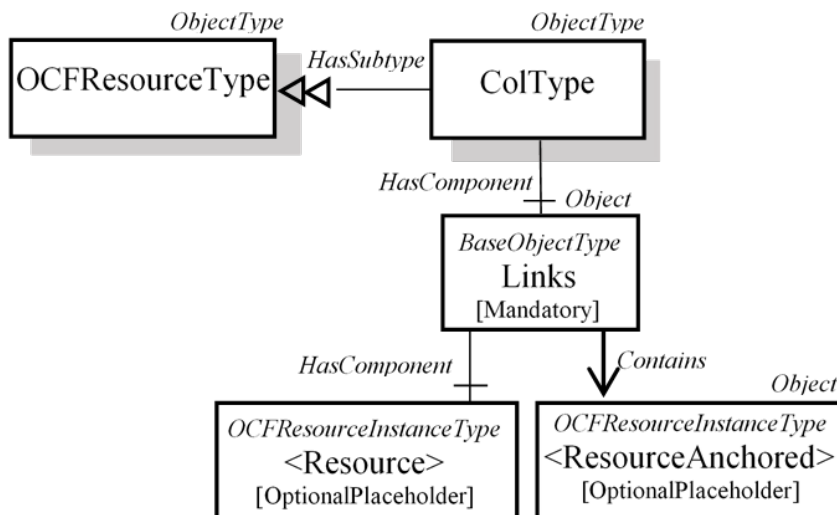 ObjectType
ObjectType
OCFResourceType
HasSubtype
ColType
HasComponent
Object
BaseObjectType
Links
[Mandatory]
HasComponent
Contains
Object
OCFResourceInstanceType
<Resource>
[OptionalPlaceholder]
OCFResourceInstanceType
<ResourceAnchored>
[OptionalPlaceholder]